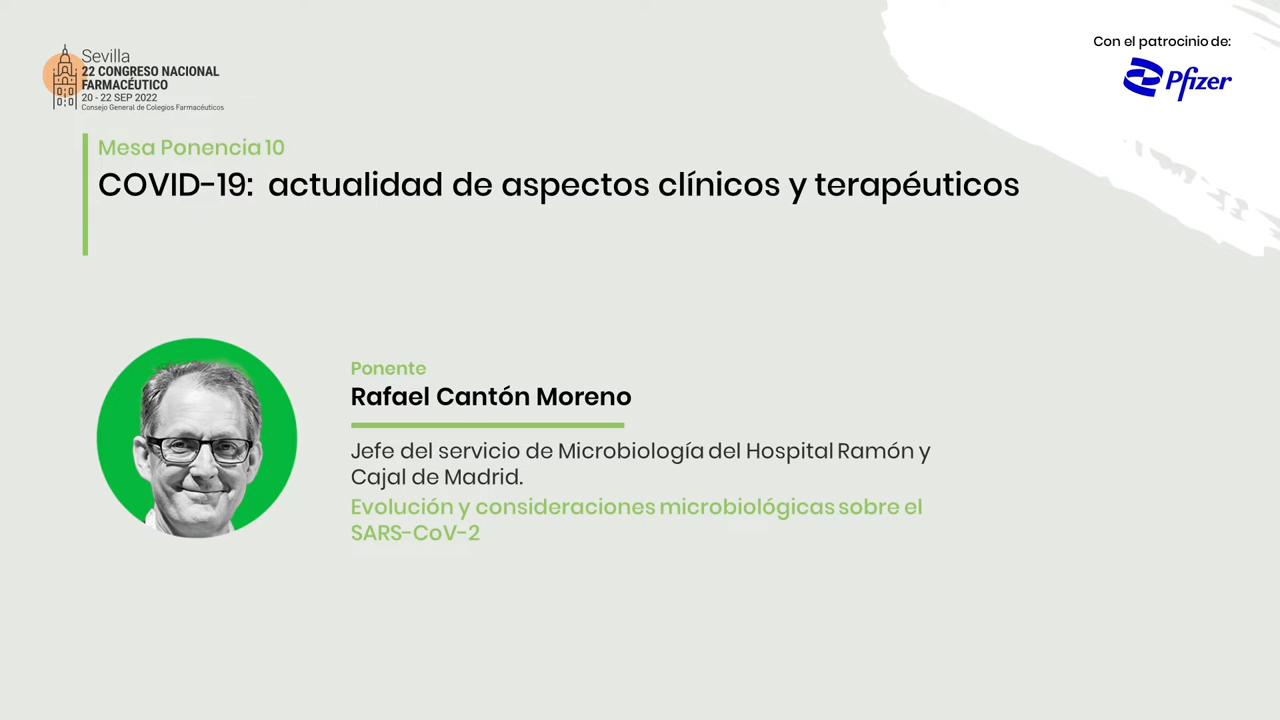 Sevilla
22 CONGRESO NACIONAL
FARMACÉUTICO
20 - 22 SEP 2022
Consejo General de Colegios Farmacéuticos
Con el patrocinio de:
Pfizer
Mesa Ponencia 10
COVID-19: actualidad de aspectos clínicos y terapéuticos
Ponente
Rafael Cantón Moreno
Jefe del servicio de Microbiología del Hospital Ramón y
Cajal de Madrid.
Evolución y consideraciones microbiológicas sobre el
SARS-CoV-2